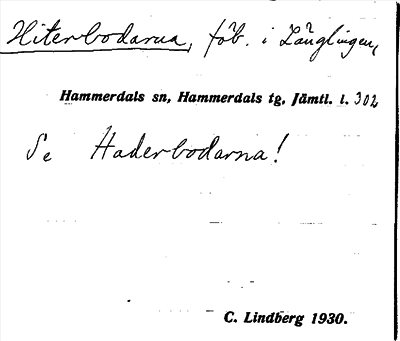 Hiterbodarna, fäb. i Långlingen,
Hammerdals sn, Hammerdals tg, Jämtl. l. 302
Se Haderbodarna!
C. Lindberg 1930.